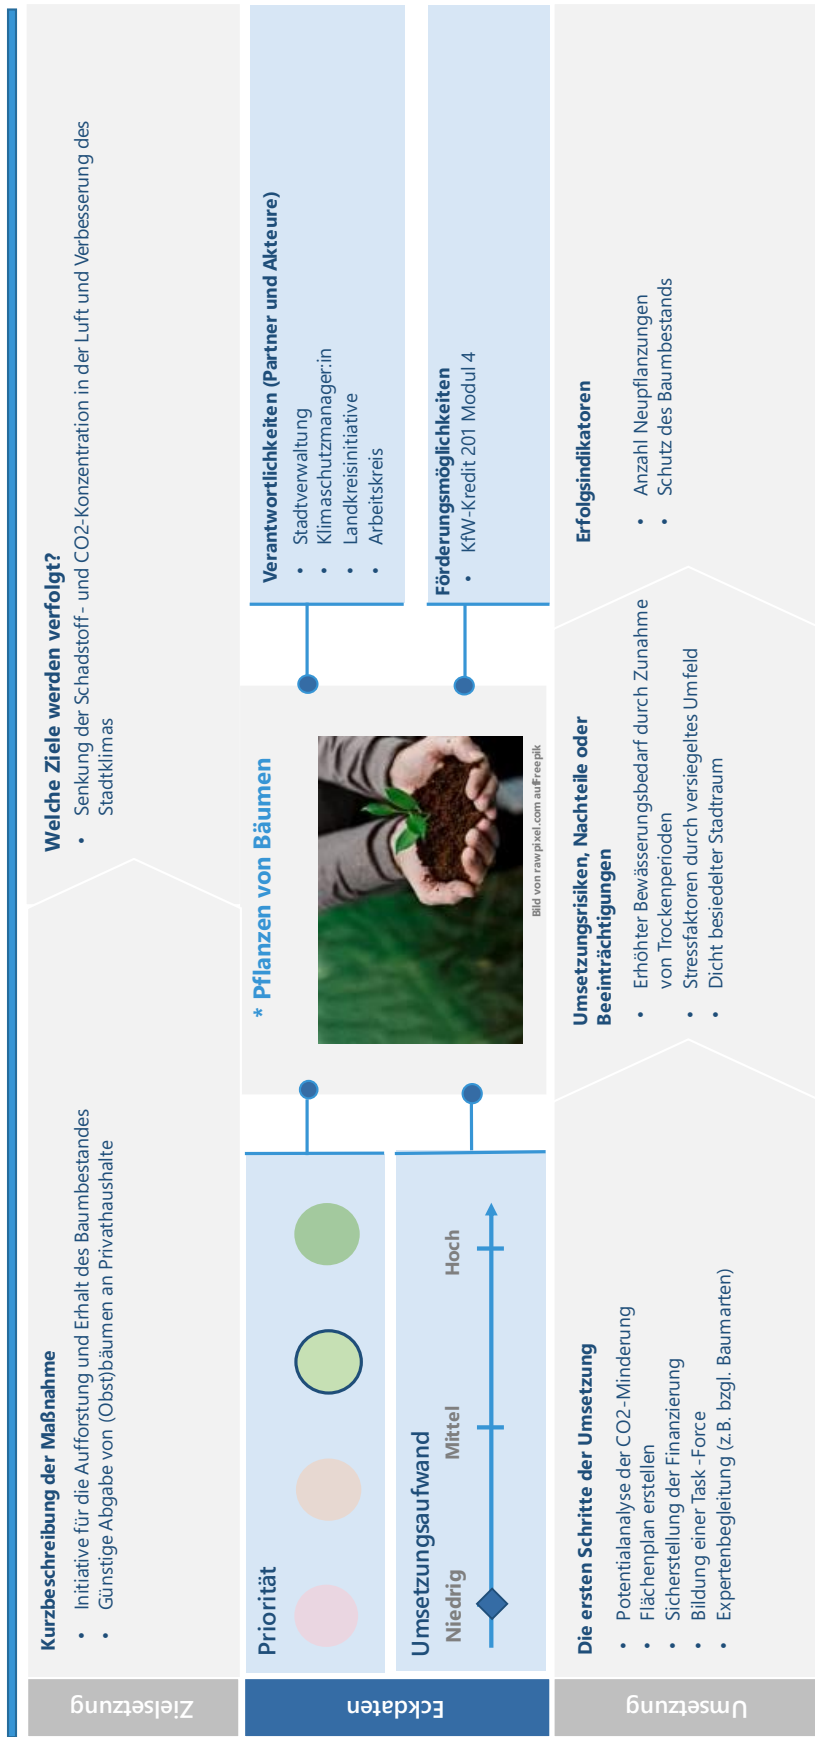 Zielsetzung
Kurzbeschreibung der Maßnahme
• Initiative für die Aufforstung und Erhalt des Baumbestandes
• Günstige Abgabe von (Obst)bäumen an Privathaushalte
Welche Ziele werden verfolgt?
• Senkung der Schadstoff- und CO2-Konzentration in der Luft und Verbesserung des
Stadtklimas
Eckdaten
Priorität
Umsetzungsaufwand
Niedrig Mittel Hoch
* Pflanzen von Bäumen
Bild von rawpixel.com auf Freepik
Verantwortlichkeiten (Partner und Akteure)
• Stadtverwaltung
• Klimaschutzmanager:in
• Landkreisinitiative
• Arbeitskreis
Förderungsmöglichkeiten
• KfW-Kredit 201 Modul 4
Umsetzung
Die ersten Schritte der Umsetzung
• Potentialanalyse der CO2-Minderung
• Flächenplan erstellen
• Sicherstellung der Finanzierung
• Bildung einer Task -Force
• Expertenbegleitung (z.B. bzgl. Baumarten)
Umsetzungsrisiken, Nachteile oder
Beeinträchtigungen
• Erhöhter Bewässerungsbedarf durch Zunahme
von Trockenperioden
• Stressfaktoren durch versiegeltes Umfeld
• Dicht besiedelter Stadtraum
Erfolgsindikatoren
• Anzahl Neupflanzungen
• Schutz des Baumbestands